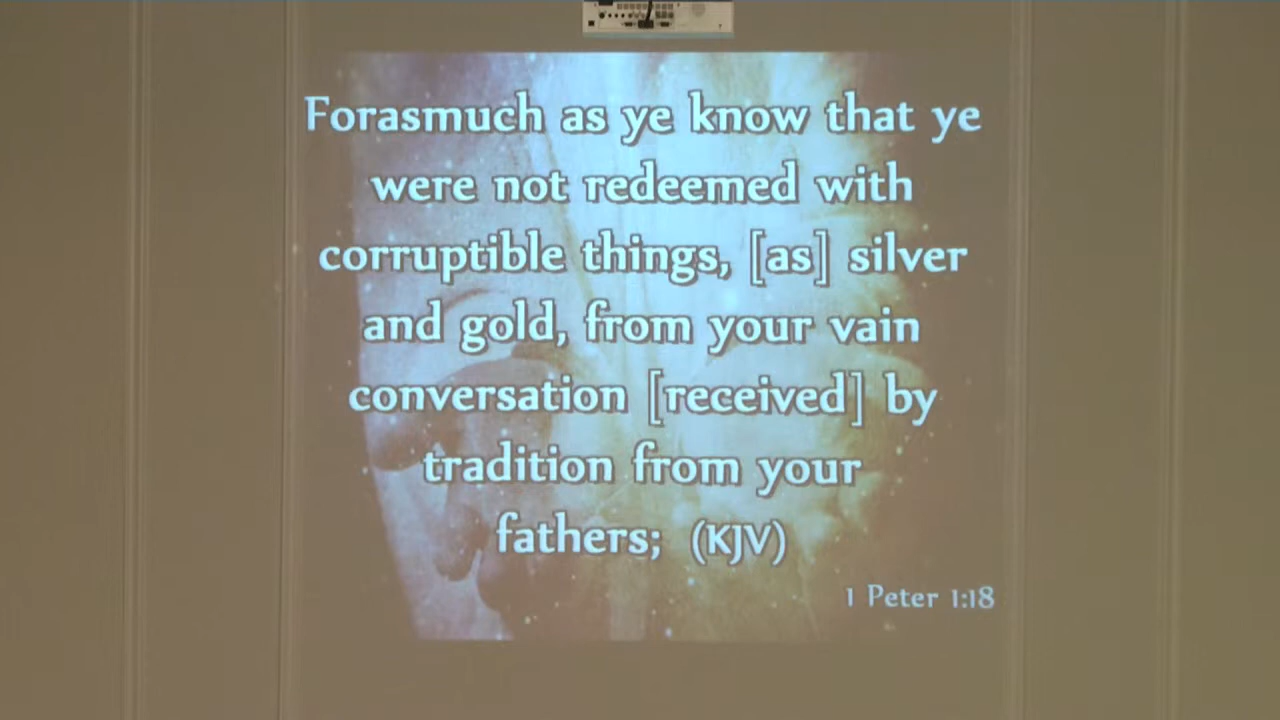 Forasmuch as ye know that ye
were not redeemed with
corruptible things, [as] silver
and gold, from your vain
conversation [received] by
tradition from your
fathers; (KJV)
1 Peter 1:18